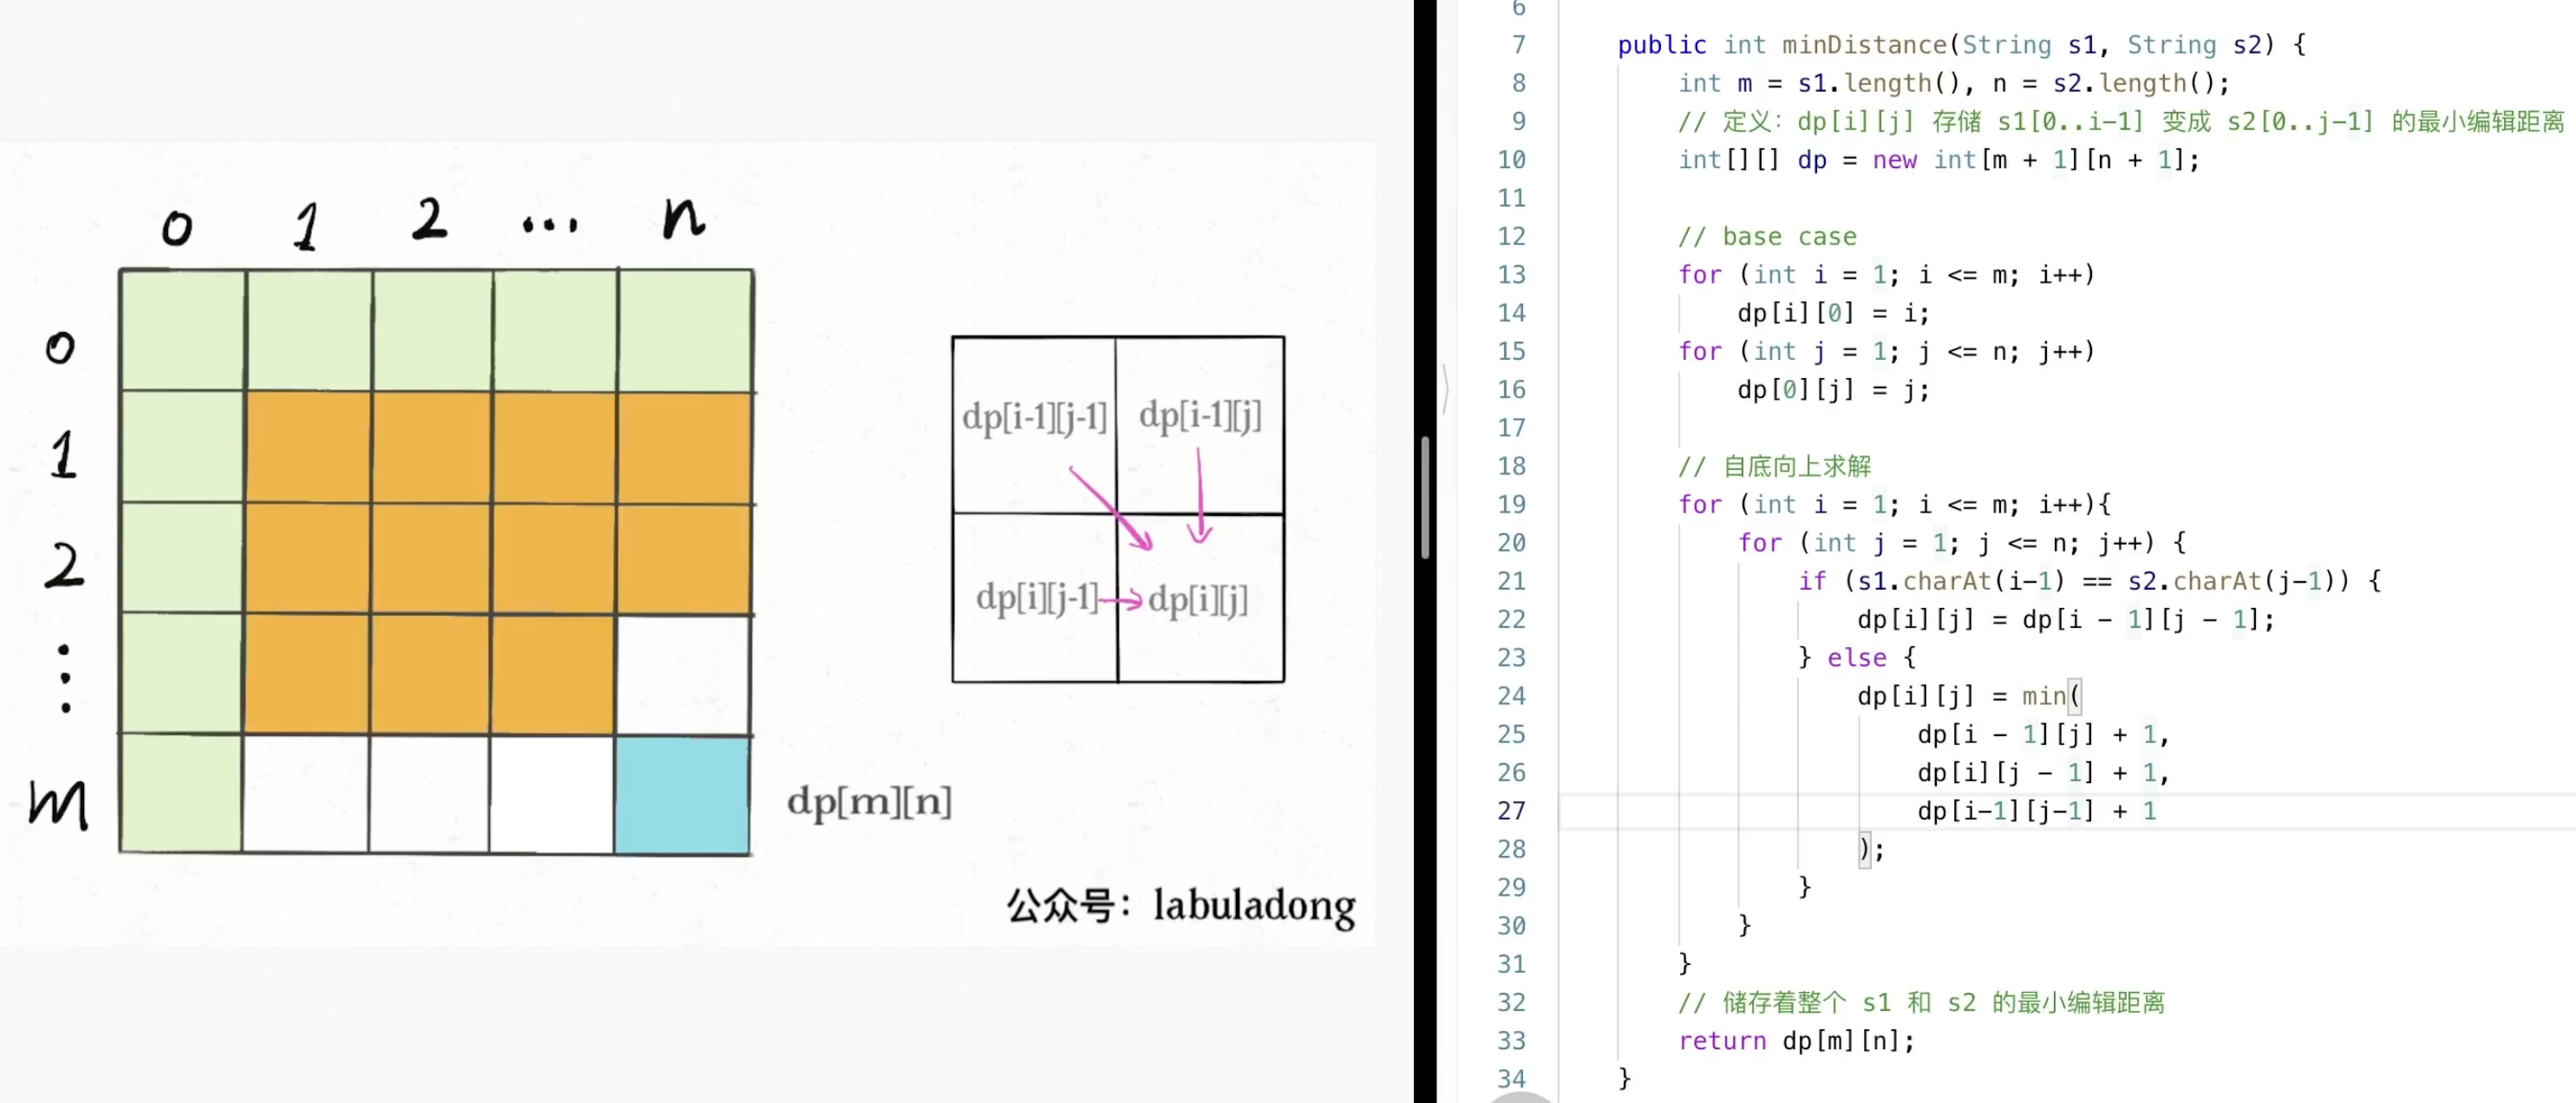 0 1 2 ... n
0
1
2
⋮
m
dp[m][n]
dp[i-1][j-1] dp[i-1][j]
dp[i][j-1] dp[i][j]
公众号：labuladong
6
7 public int minDistance(String s1, String s2) {
8 int m = s1.length(), n = s2.length();
9 // 定义：dp[i][j] 存储 s1[0..i-1] 变成 s2[0..j-1] 的最小编辑距离
10 int[][] dp = new int[m + 1][n + 1];
11
12 // base case
13 for (int i = 1; i <= m; i++)
14 dp[i][0] = i;
15 for (int j = 1; j <= n; j++)
16 dp[0][j] = j;
17
18 // 自底向上求解
19 for (int i = 1; i <= m; i++){
20 for (int j = 1; j <= n; j++) {
21 if (s1.charAt(i-1) == s2.charAt(j-1)) {
22 dp[i][j] = dp[i - 1][j - 1];
23 } else {
24 dp[i][j] = min(
25 dp[i - 1][j] + 1,
26 dp[i][j - 1] + 1,
27 dp[i-1][j-1] + 1
28 );
29 }
30 }
31 }
32 // 储存着整个 s1 和 s2 的最小编辑距离
33 return dp[m][n];
34 }